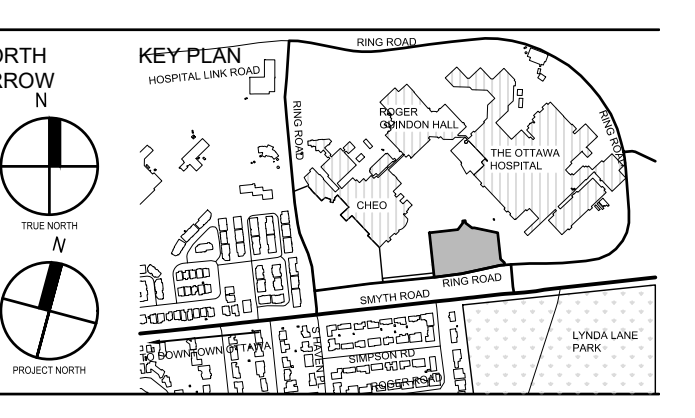 ORTH
RROW
N
TRUE NORTH
N
PROJECT NORTH
KEY PLAN
HOSPITAL LINK ROAD
RING ROAD
RING ROAD
RING ROAD
ROGER
GUINDON HALL
THE OTTAWA
HOSPITAL
CHEO
RING ROAD
SMYTH ROAD
TO DOWNTOWN OTTAWA
SIMPSON RD
ROGER ROAD
LYNDA LANE
PARK